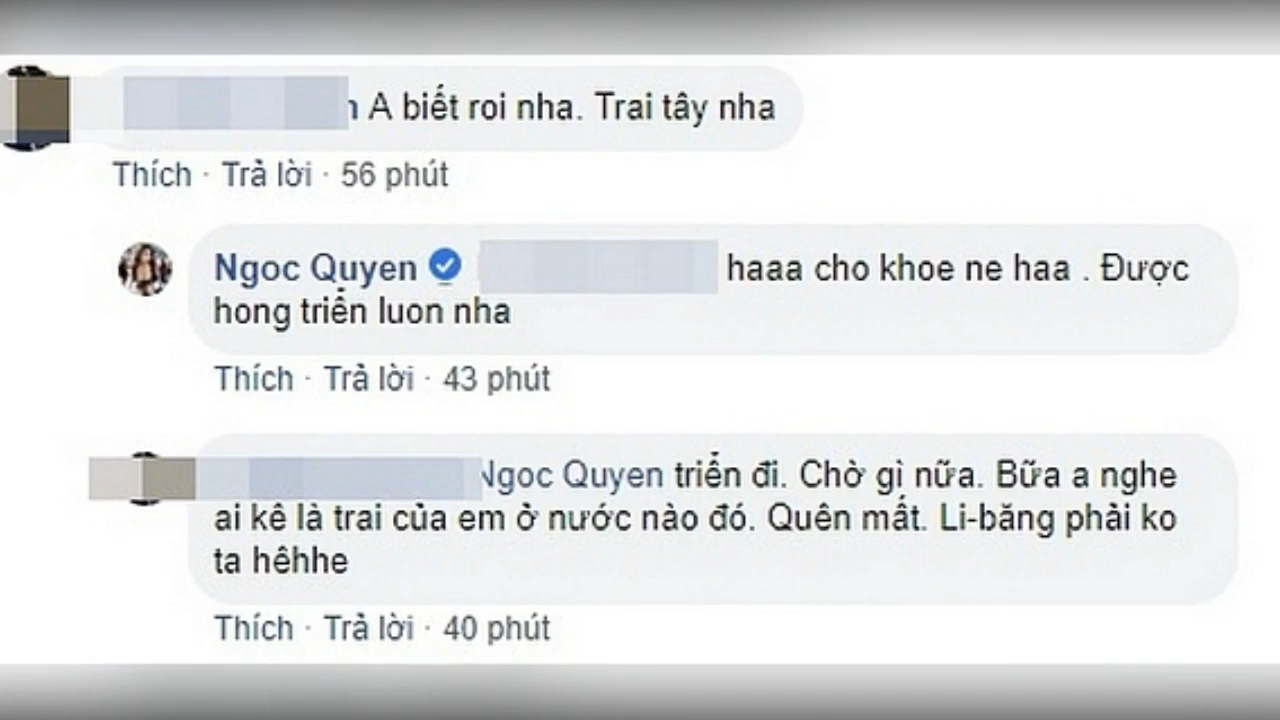 A biết roi nha. Trai tây nha
Thích · Trả lời · 56 phút
Ngoc Quyen haaa cho khoe ne haa . Được
hong triển luon nha
Thích · Trả lời · 43 phút
Ngoc Quyen triển đi. Chờ gì nữa. Bữa a nghe
ai kê là trai của em ở nước nào đó. Quên mất. Li-băng phải ko
ta hêhhe
Thích · Trả lời · 40 phút